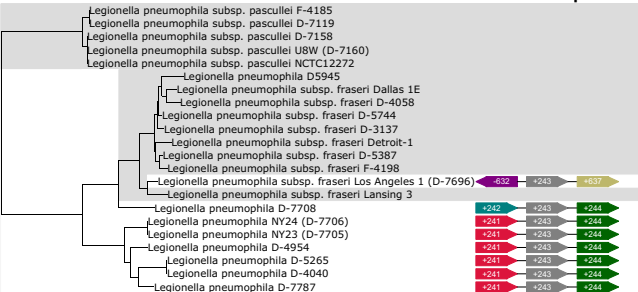 Legionella pneumophila subsp. pascullei F-4185
Legionella pneumophila subsp. pascullei D-7119
Legionella pneumophila subsp. pascullei D-7158
Legionella pneumophila subsp. pascullei U8W (D-7160)
Legionella pneumophila subsp. pascullei NCTC12272
Legionella pneumophila D5945
Legionella pneumophila subsp. fraseri Dallas 1E
Legionella pneumophila subsp. fraseri D-4058
Legionella pneumophila subsp. fraseri D-5744
Legionella pneumophila subsp. fraseri D-3137
Legionella pneumophila subsp. fraseri Detroit-1
Legionella pneumophila subsp. fraseri D-5387
Legionella pneumophila subsp. fraseri F-4198
Legionella pneumophila subsp. fraseri Los Angeles 1 (D-7696) -632 +243 +637
Legionella pneumophila subsp. fraseri Lansing 3
Legionella pneumophila D-7708 +242 +243 +244
Legionella pneumophila NY24 (D-7706) +241 +243 +244
Legionella pneumophila NY23 (D-7705) +241 +243 +244
Legionella pneumophila D-4954 +241 +243 +244
Legionella pneumophila D-5265 +241 +243 +244
Legionella pneumophila D-4040 +241 +243 +244
Legionella pneumophila D-7787 +241 +243 +244